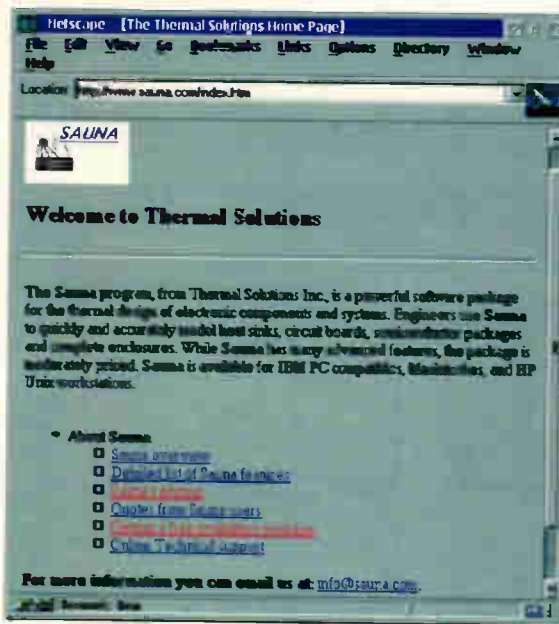 Netscape [The Thermal Solutions Home Page]
File Edit View Go Bookmarks Links Options Directory Window
Help
Location http://www.sauna.com/index.htm
SAUNA
Welcome to Thermal Solutions
The Sauna program, from Thermal Solutions Inc., is a powerful software package
for the thermal design of electronic components and systems. Engineers use Sauna
to quickly and accurately model heat sinks, circuit boards, semiconductor packages
and complete enclosures. While Sauna has many advanced features, the package is
moderately priced. Sauna is available for IBM PC compatibles, Macintoshes, and HP
Unix workstations.
About Sauna
Sauna overview
Detailed list of Sauna features
Quotes from Sauna users
Online Technical support
For more information you can email us at: info@sauna.com.